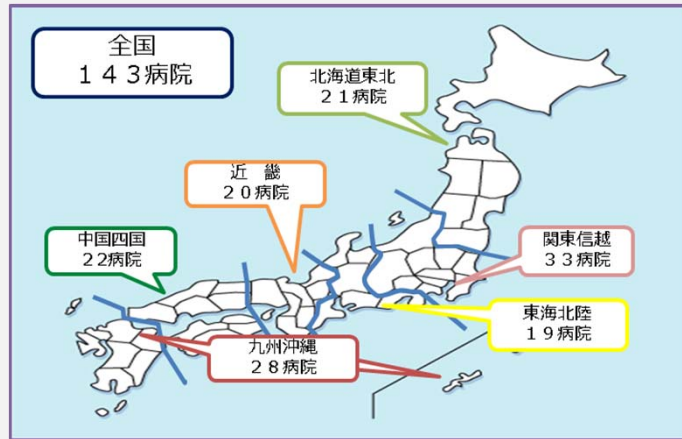 全国
１４３病院
北海道東北
２１病院
近　畿
２０病院
中国四国
２２病院
関東信越
３３病院
東海北陸
１９病院
九州沖縄
２８病院